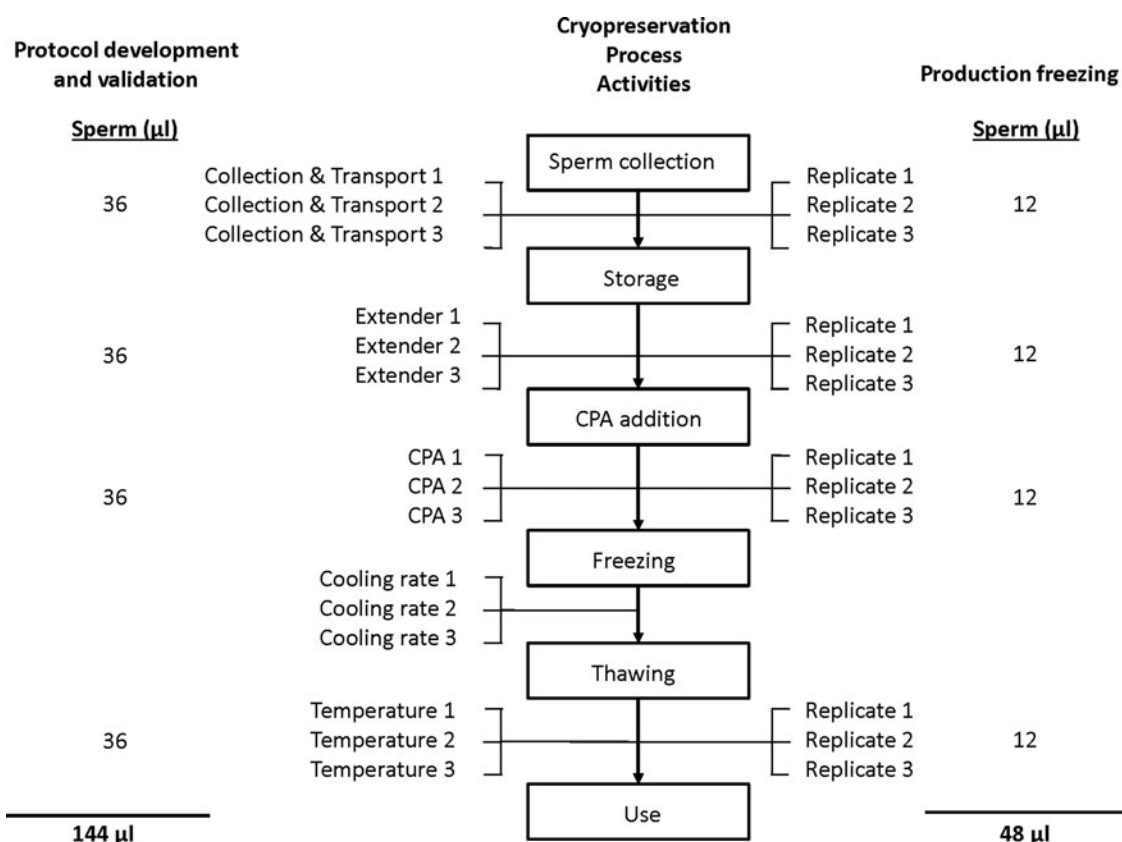 Protocol development
and validation
Cryopreservation
Process
Activities
Production freezing
Sperm (µl)
Sperm (µl)
Sperm collection
Collection & Transport 1
Collection & Transport 2
Collection & Transport 3
36
Replicate 1
Replicate 2
Replicate 3
12
Storage
Extender 1
Extender 2
Extender 3
36
Replicate 1
Replicate 2
Replicate 3
12
CPA addition
CPA 1
CPA 2
CPA 3
36
Replicate 1
Replicate 2
Replicate 3
12
Freezing
Cooling rate 1
Cooling rate 2
Cooling rate 3
Thawing
Temperature 1
Temperature 2
Temperature 3
36
Replicate 1
Replicate 2
Replicate 3
12
Use
144 µl
48 µl